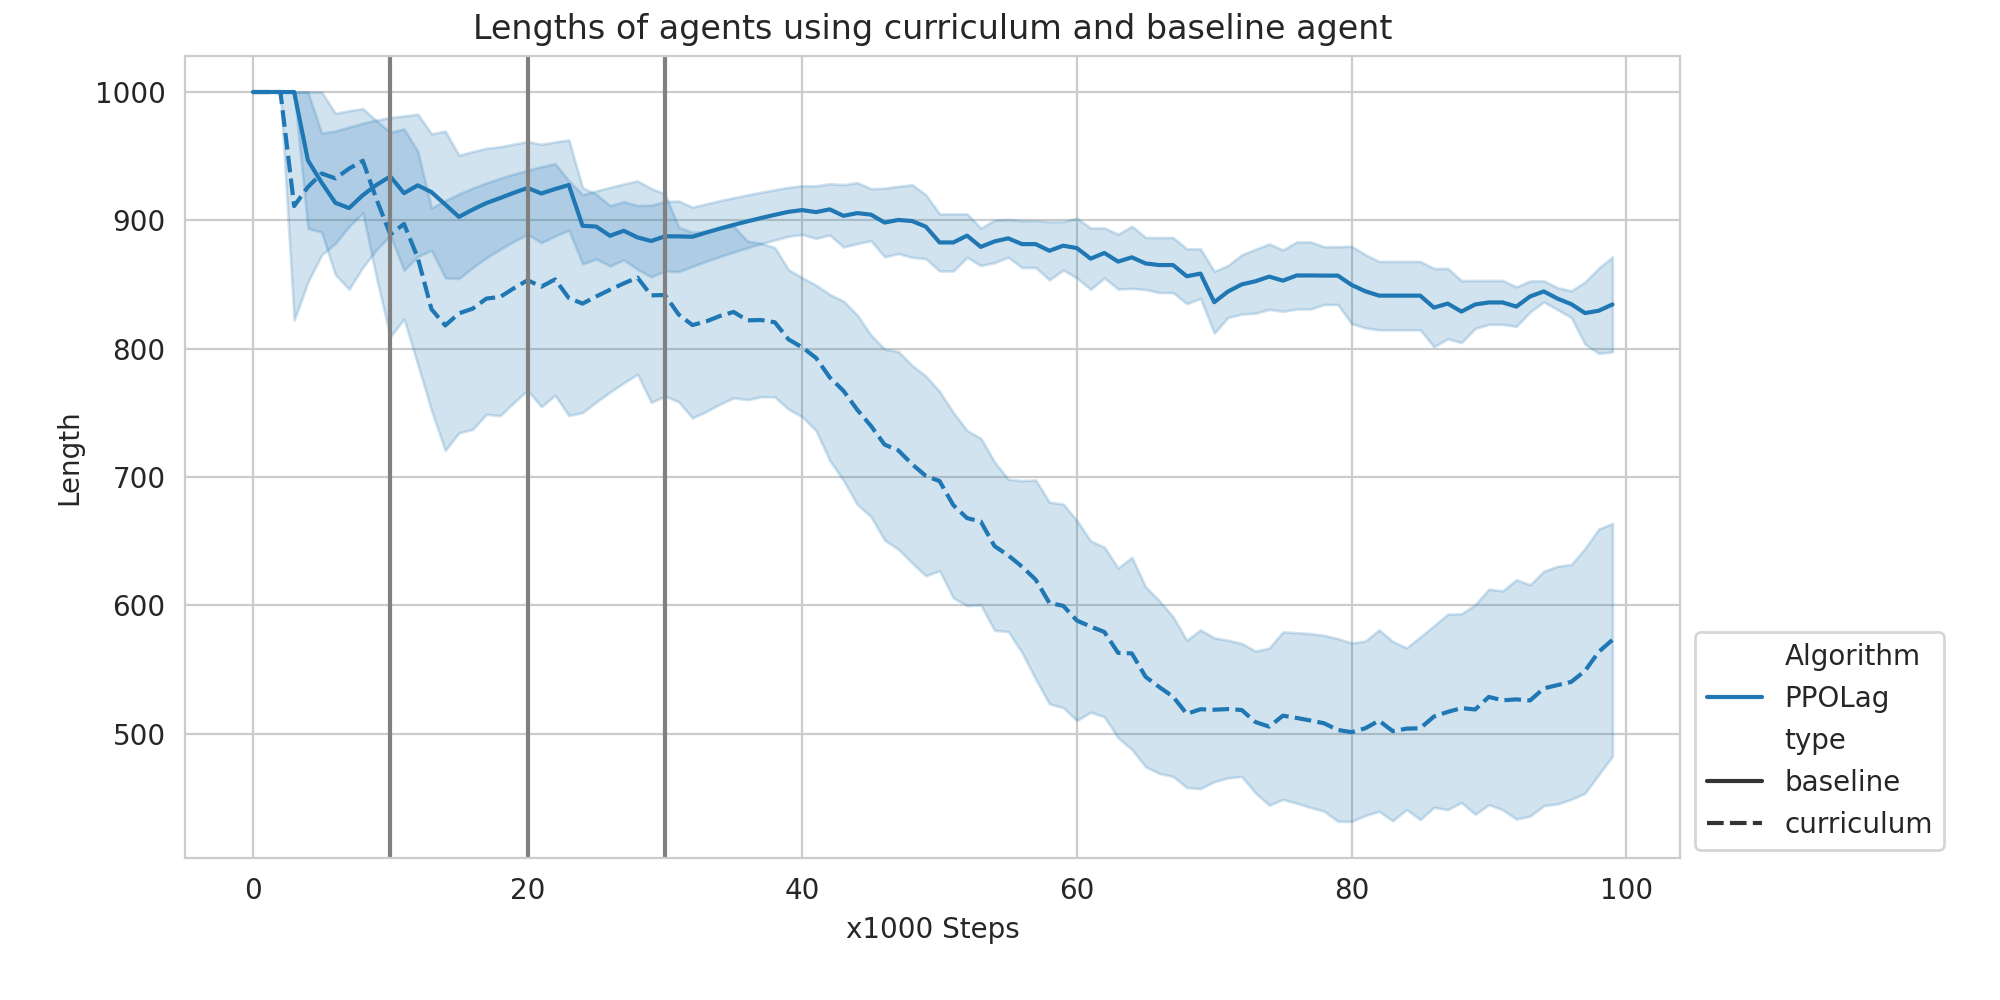 Lengths of agents using curriculum and baseline agent
1000
900
800
700
600
500
Length
0 20 40 60 80 100
x1000 Steps
Algorithm
PPOLag
type
baseline
curriculum